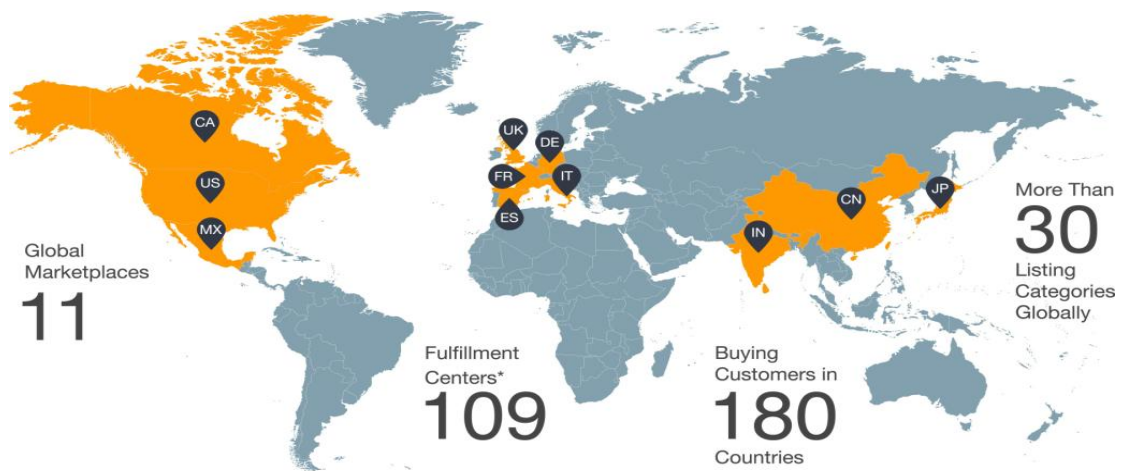 CA
US
MX
UK
DE
FR
IT
ES
CN
JP
IN
Global
Marketplaces
11
Fulfillment
Centers*
109
Buying
Customers in
180
Countries
More Than
30
Listing
Categories
Globally